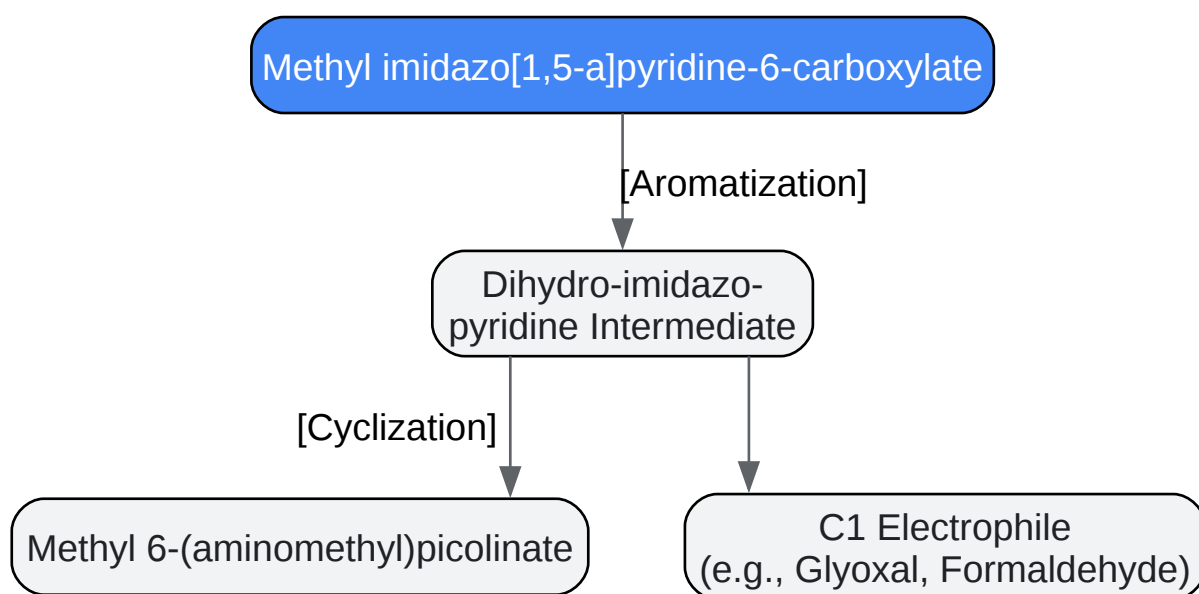 Methyl imidazo[1,5-a]pyridine-6-carboxylate
[Aromatization]
Dihydro-imidazo-
pyridine Intermediate
[Cyclization]
Methyl 6-(aminomethyl)picolinate
C1 Electrophile
(e.g., Glyoxal, Formaldehyde)